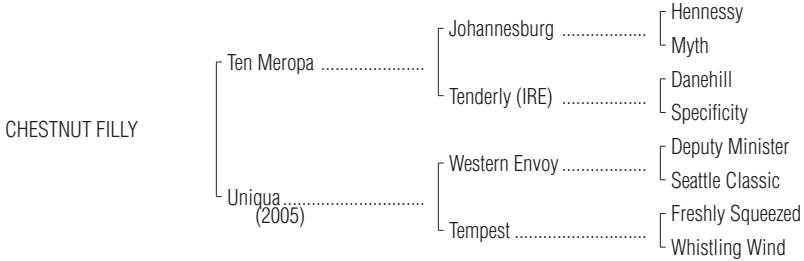 Hennessy
Johannesburg ..................
Myth
Ten Meropa ......................
Danehill
Tenderly (IRE) ..................
Specificity
CHESTNUT FILLY
Deputy Minister
Western Envoy ..................
Seattle Classic
Uniqua ..............................
(2005)
Freshly Squeezed
Tempest ............................
Whistling Wind